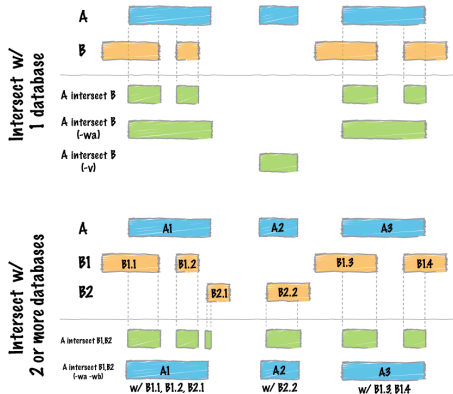 Intersect w/
1 database
A
B
A intersect B
A intersect B
(-wa)
A intersect B
(-v)
Intersect w/
2 or more databases
A
A1
A2
A3
B1
B1.1
B1.2
B1.3
B1.4
B2
B2.1
B2.2
A intersect B1,B2
A intersect B1,B2
(-wa -wb)
A1
A2
A3
w/ B1.1, B1.2, B2.1
w/ B2.2
w/ B1.3, B1.4